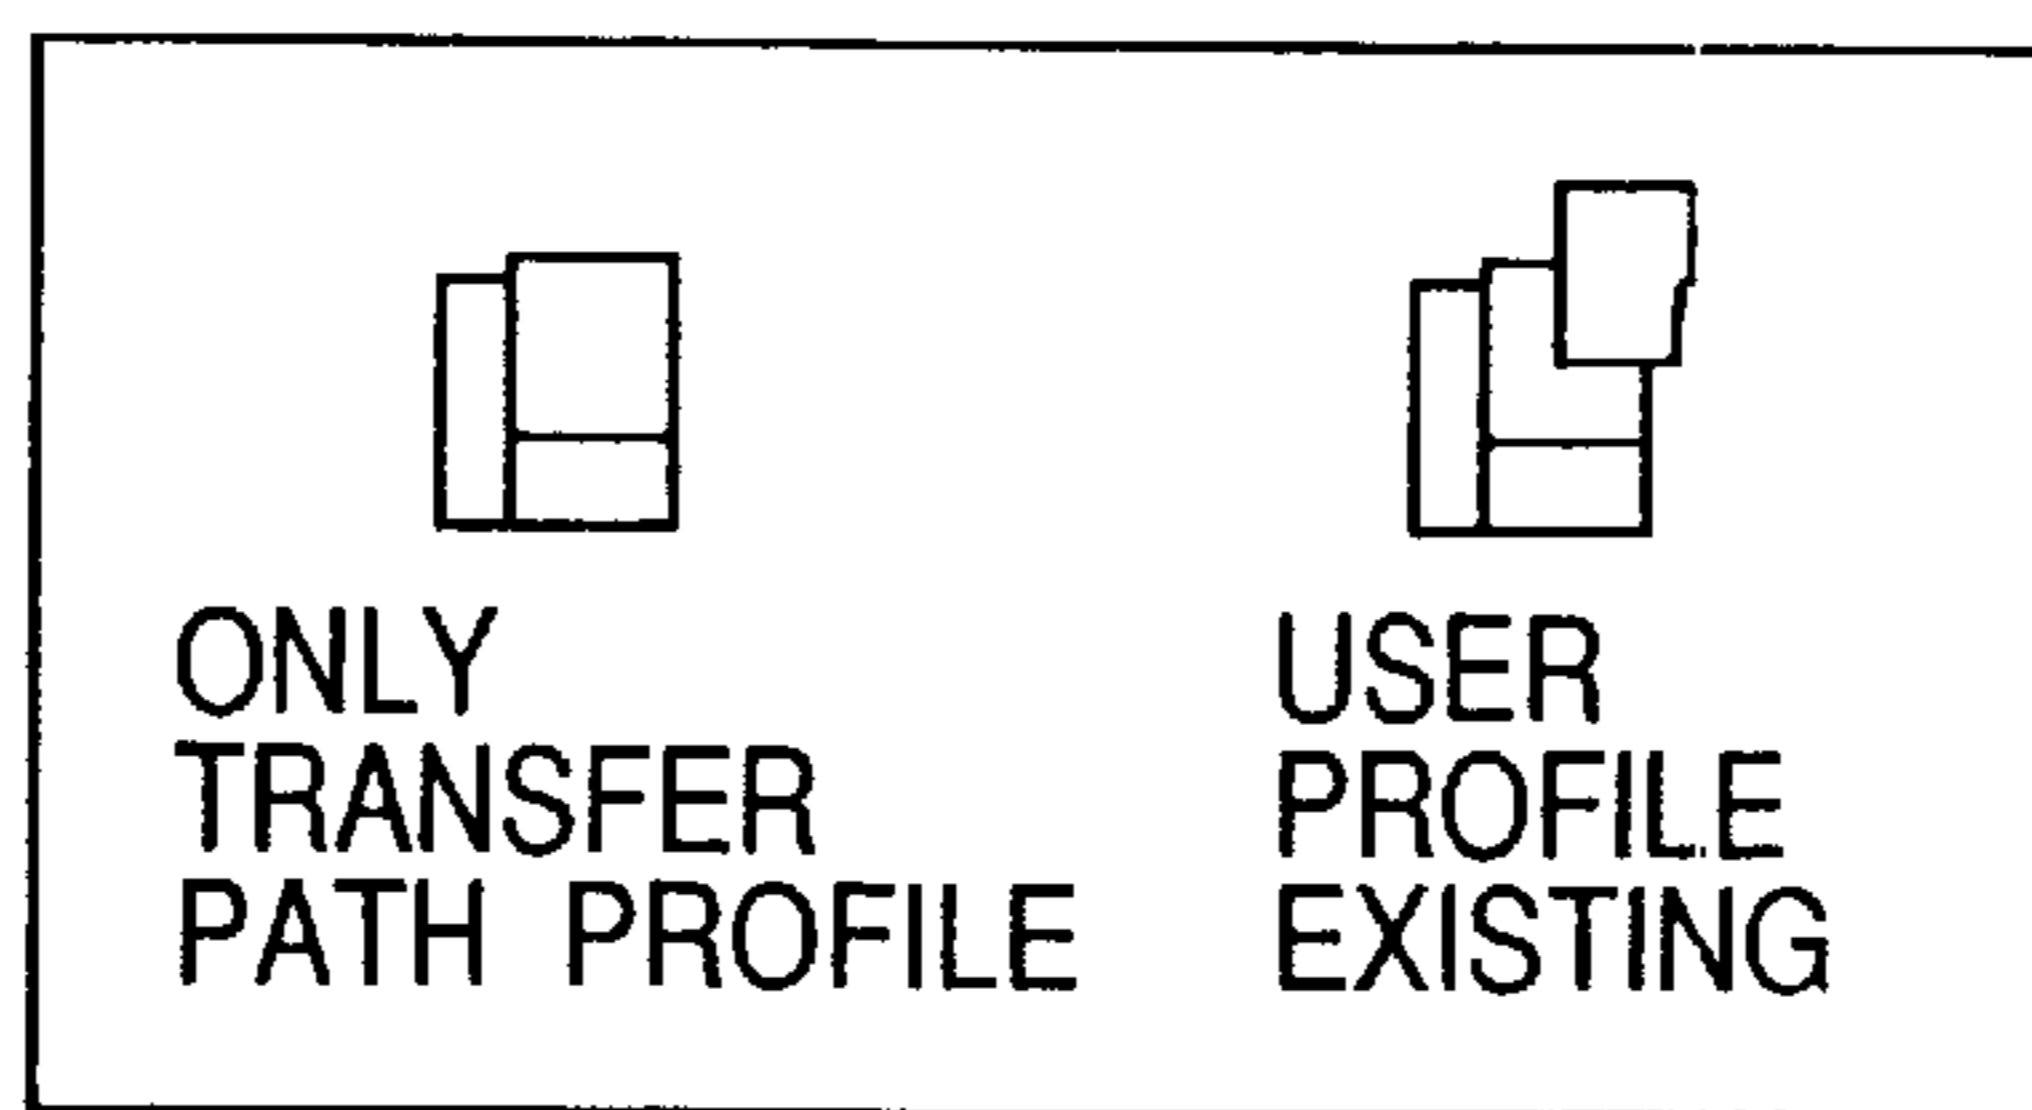 ONLY
TRANSFER
PATH PROFILE
USER
PROFILE
EXISTING